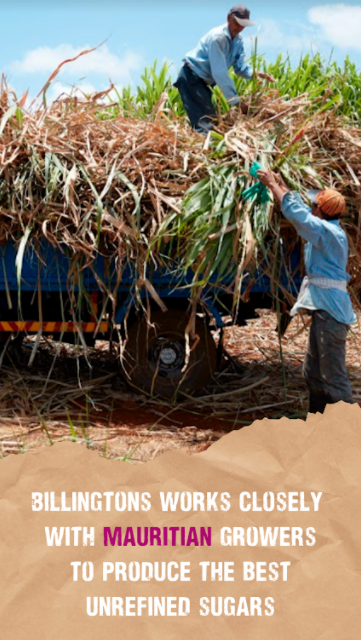 BILLINGTONS WORKS CLOSELY
WITH MAURITIAN GROWERS
TO PRODUCE THE BEST
UNREFINED SUGARS